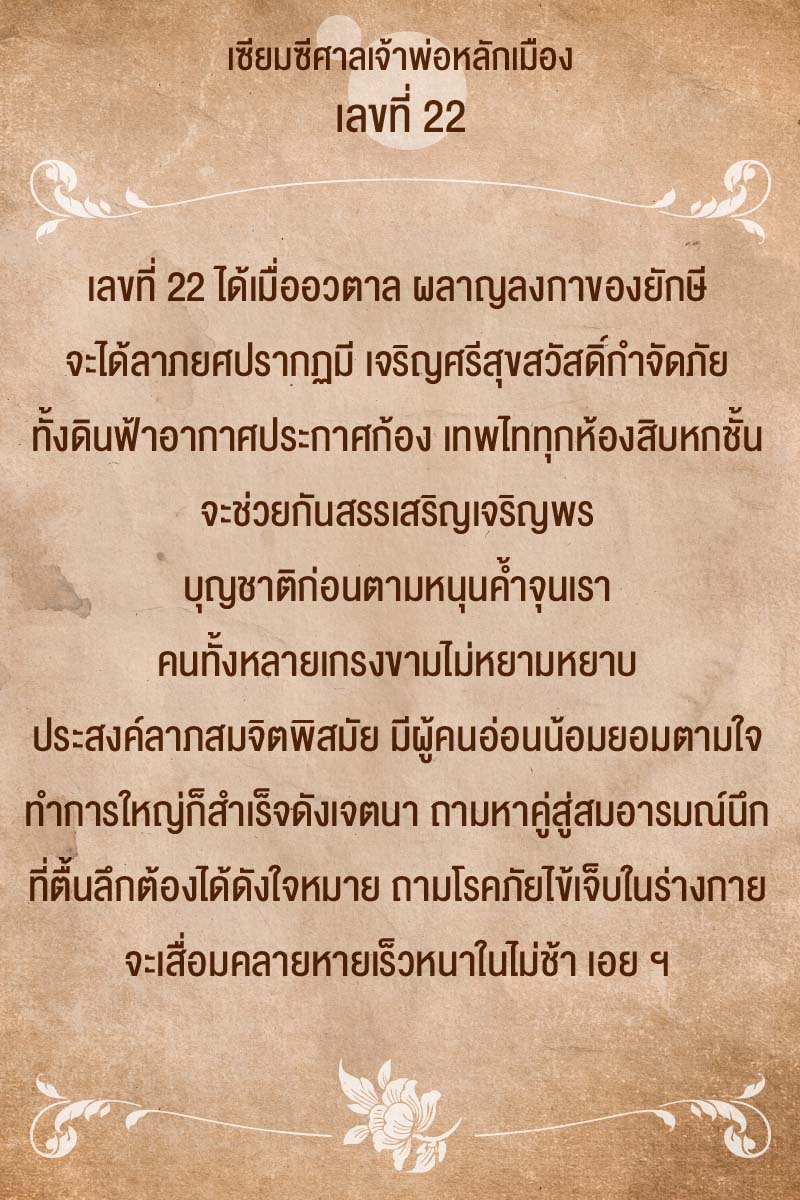 เซียมซีศาลเจ้าพ่อหลักเมือง
เลขที่ 22
เลขที่ 22 ได้เมื่ออวตาล ผลาญลงกาของยักษี
จะได้ลาภยศปรากฏมี เจริญศรีสุขสวัสดิ์กำจัดภัย
ทั้งดินฟ้าอากาศประกาศก้อง เทพไททุกห้องสิบหกชั้น
จะช่วยกันสรรเสริญเจริญพร
บุญชาติก่อนตามหนุนค้ำจุนเรา
คนทั้งหลายเกรงขามไม่หยามหยาบ
ประสงค์ลาภสมจิตพิสมัย มีผู้คนอ่อนน้อมยอมตามใจ
ทำการใหญ่ก็สำเร็จดังเจตนา ถามหาคู่สู่สมอารมณ์นึก
ที่ตื้นลึกต้องได้ดังใจหมาย ถามโรคภัยไข้เจ็บในร่างกาย
จะเสื่อมคลายหายเร็วหนาในไม่ช้า เอย ฯ